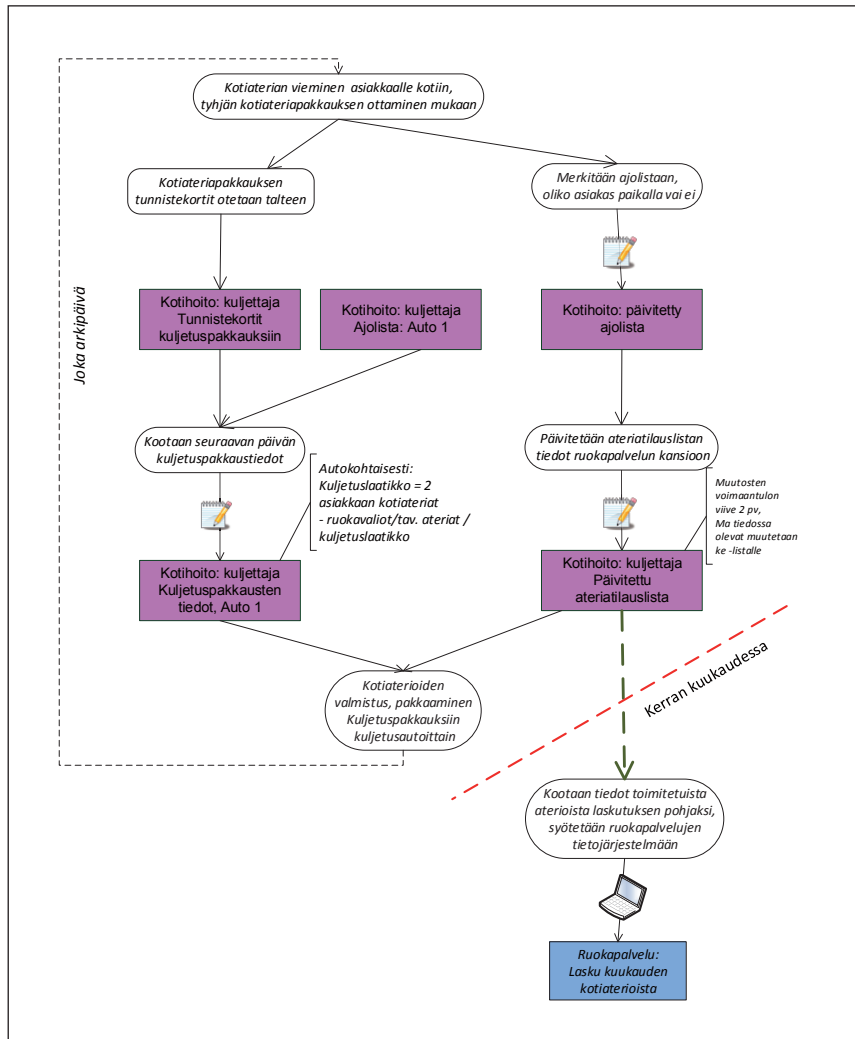 Kotiaterian vieminen asiakkaalle kotiin,
tyhjän kotiateriapakkauksen ottaminen mukaan
Kotiateriapakkauksen
tunnistekortit otetaan talteen
Merkitään ajolistaan,
oliko asiakas paikalla vai ei
Joka arkipäivä
Kotihoito: kuljettaja
Tunnistekortit
kuljetuspakkauksiin
Kotihoito: kuljettaja
Ajolista: Auto 1
Kotihoito: päivitetty
ajolista
Kootaan seuraavan päivän
kuljetuspakkaustiedot
Päivitetään ateriatilauslistan
tiedot ruokapalvelun kansioon
Autokohtaisesti:
Kuljetuslaatikko = 2
asiakkaan kotiateriat
- ruokavaliot/tav. ateriat /
kuljetuslaatikko
Muutosten
voimaantulon
viive 2 pv,
Ma tiedossa
olevat muutetaan
ke -listalle
Kotihoito: kuljettaja
Kuljetuspakkausten
tiedot, Auto 1
Kotihoito: kuljettaja
Päivitettu
ateriatilauslista
Kotiaterioiden
valmistus, pakkaaminen
Kuljetuspakkauksiin
kuljetusautoittain
Kerran kuukaudessa
Kootaan tiedot toimitetuista
aterioista laskutuksen pohjaksi,
syötetään ruokapalvelujen
tietojärjestelmään
Ruokapalvelu:
Lasku kuukauden
kotiaterioista